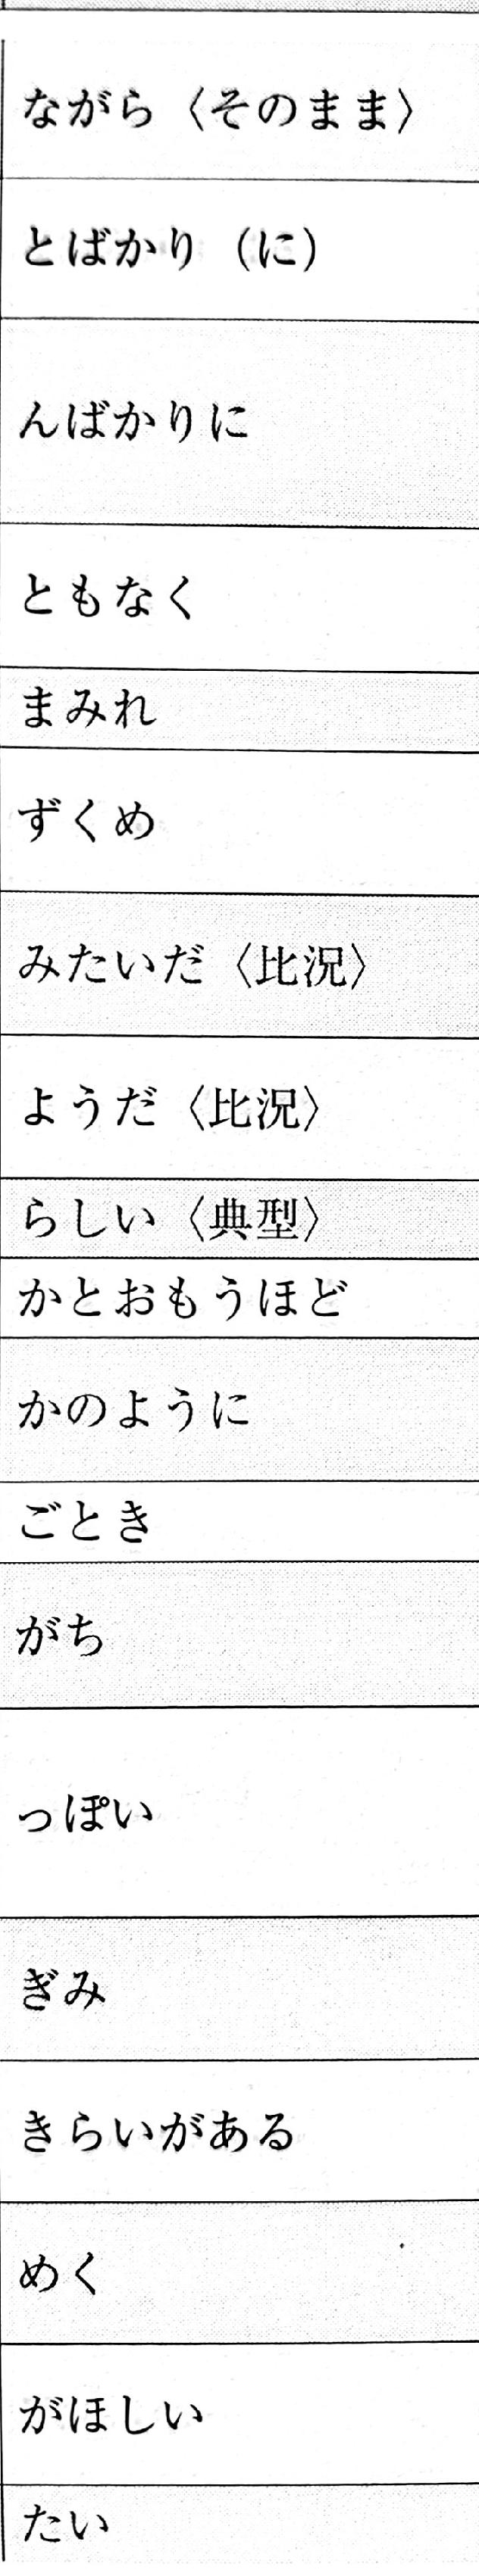 ながら〈そのまま〉
とばかり（に）
んばかりに
ともなく
まみれ
ずくめ
みたいだ〈比況〉
ようだ〈比況〉
らしい〈典型〉
かとおもうほど
かのように
ごとき
がち
っぽい
ぎみ
きらいがある
めく
がほしい
たい